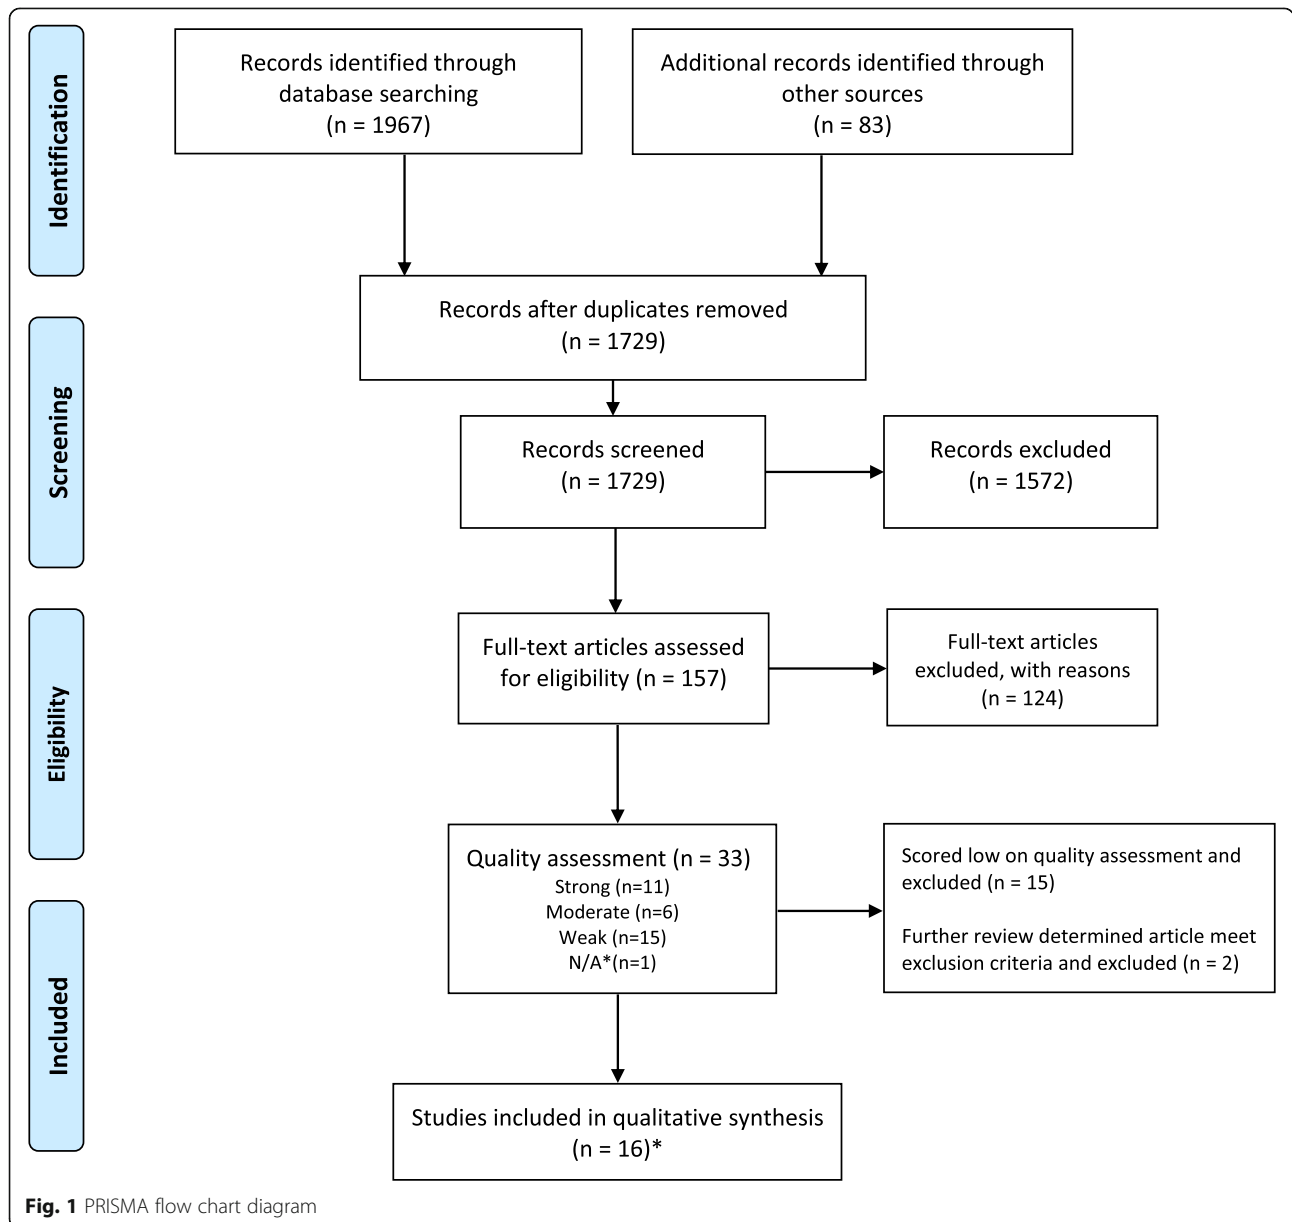 Identification
Records identified through
database searching
(n = 1967)
Additional records identified through
other sources
(n = 83)
Records after duplicates removed
(n = 1729)
Screening
Records screened
(n = 1729)
Records excluded
(n = 1572)
Eligibility
Full-text articles assessed
for eligibility (n = 157)
Full-text articles
excluded, with reasons
(n = 124)
Quality assessment (n = 33)
Strong (n=11)
Moderate (n=6)
Weak (n=15)
N/A*(n=1)
Scored low on quality assessment and
excluded (n = 15)
Further review determined article meet
exclusion criteria and excluded (n = 2)
Included
Studies included in qualitative synthesis
(n = 16)*
Fig. 1 PRISMA flow chart diagram